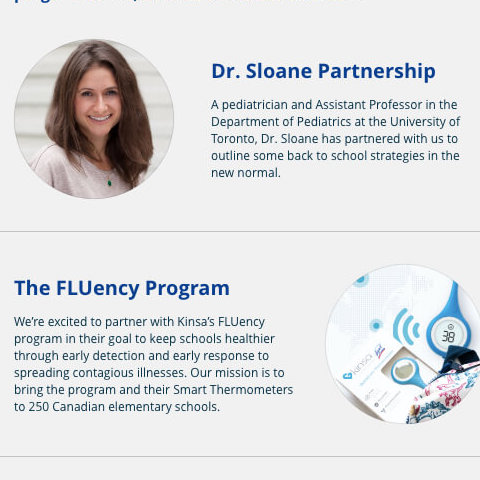 Dr. Sloane Partnership
A pediatrician and Assistant Professor in the
Department of Pediatrics at the University of
Toronto, Dr. Sloane has partnered with us to
outline some back to school strategies in the
new normal.
The FLUency Program
We're excited to partner with Kinsa's FLUency
program in their goal to keep schools healthier
through early detection and early response to
spreading contagious illnesses. Our mission is to
bring the program and their Smart Thermometers
to 250 Canadian elementary schools.
kinsa
38